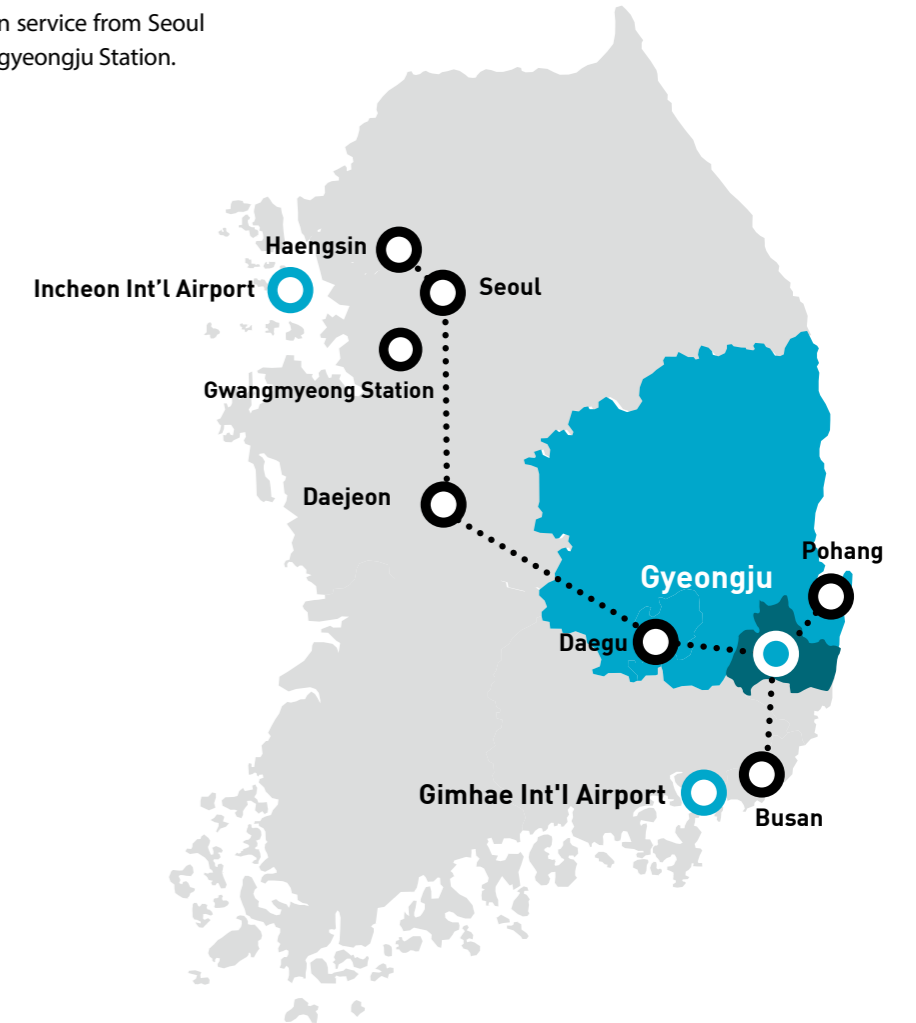 n service from Seoul
gyeongju Station.
Haengsin
Incheon Int’l Airport
Seoul
Gwangmyeong Station
Daejeon
Pohang
Gyeongju
Daegu
Gimhae Int'l Airport
Busan